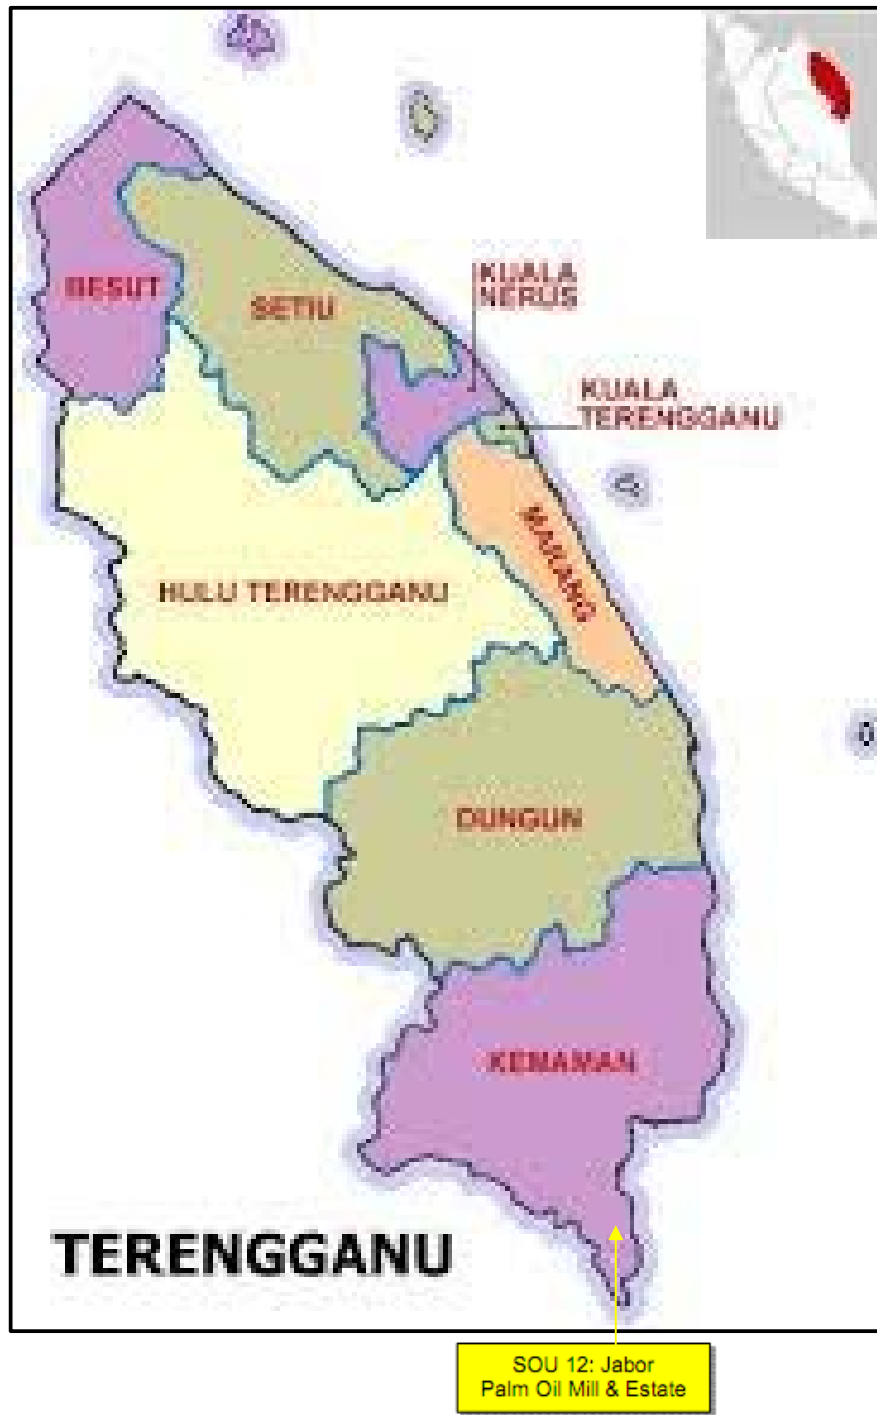 BESUT
SETIU
KUALA
NERUS
KUALA
TERENGGANU
MARANG
HULU TERENGGANU
DUNGUN
KEMAMAN
TERENGGANU
SOU 12: Jabor
Palm Oil Mill & Estate